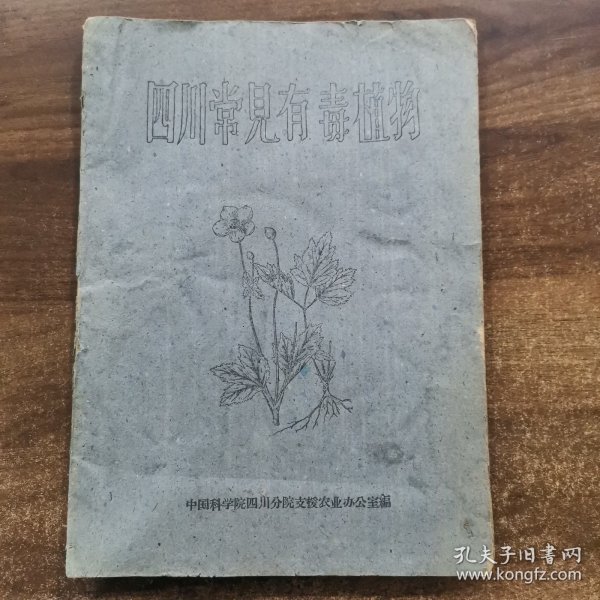 四川常見有毒植物
中国科学院四川分院支援农业办公室編
孔夫子旧书网
www.kongfz.com